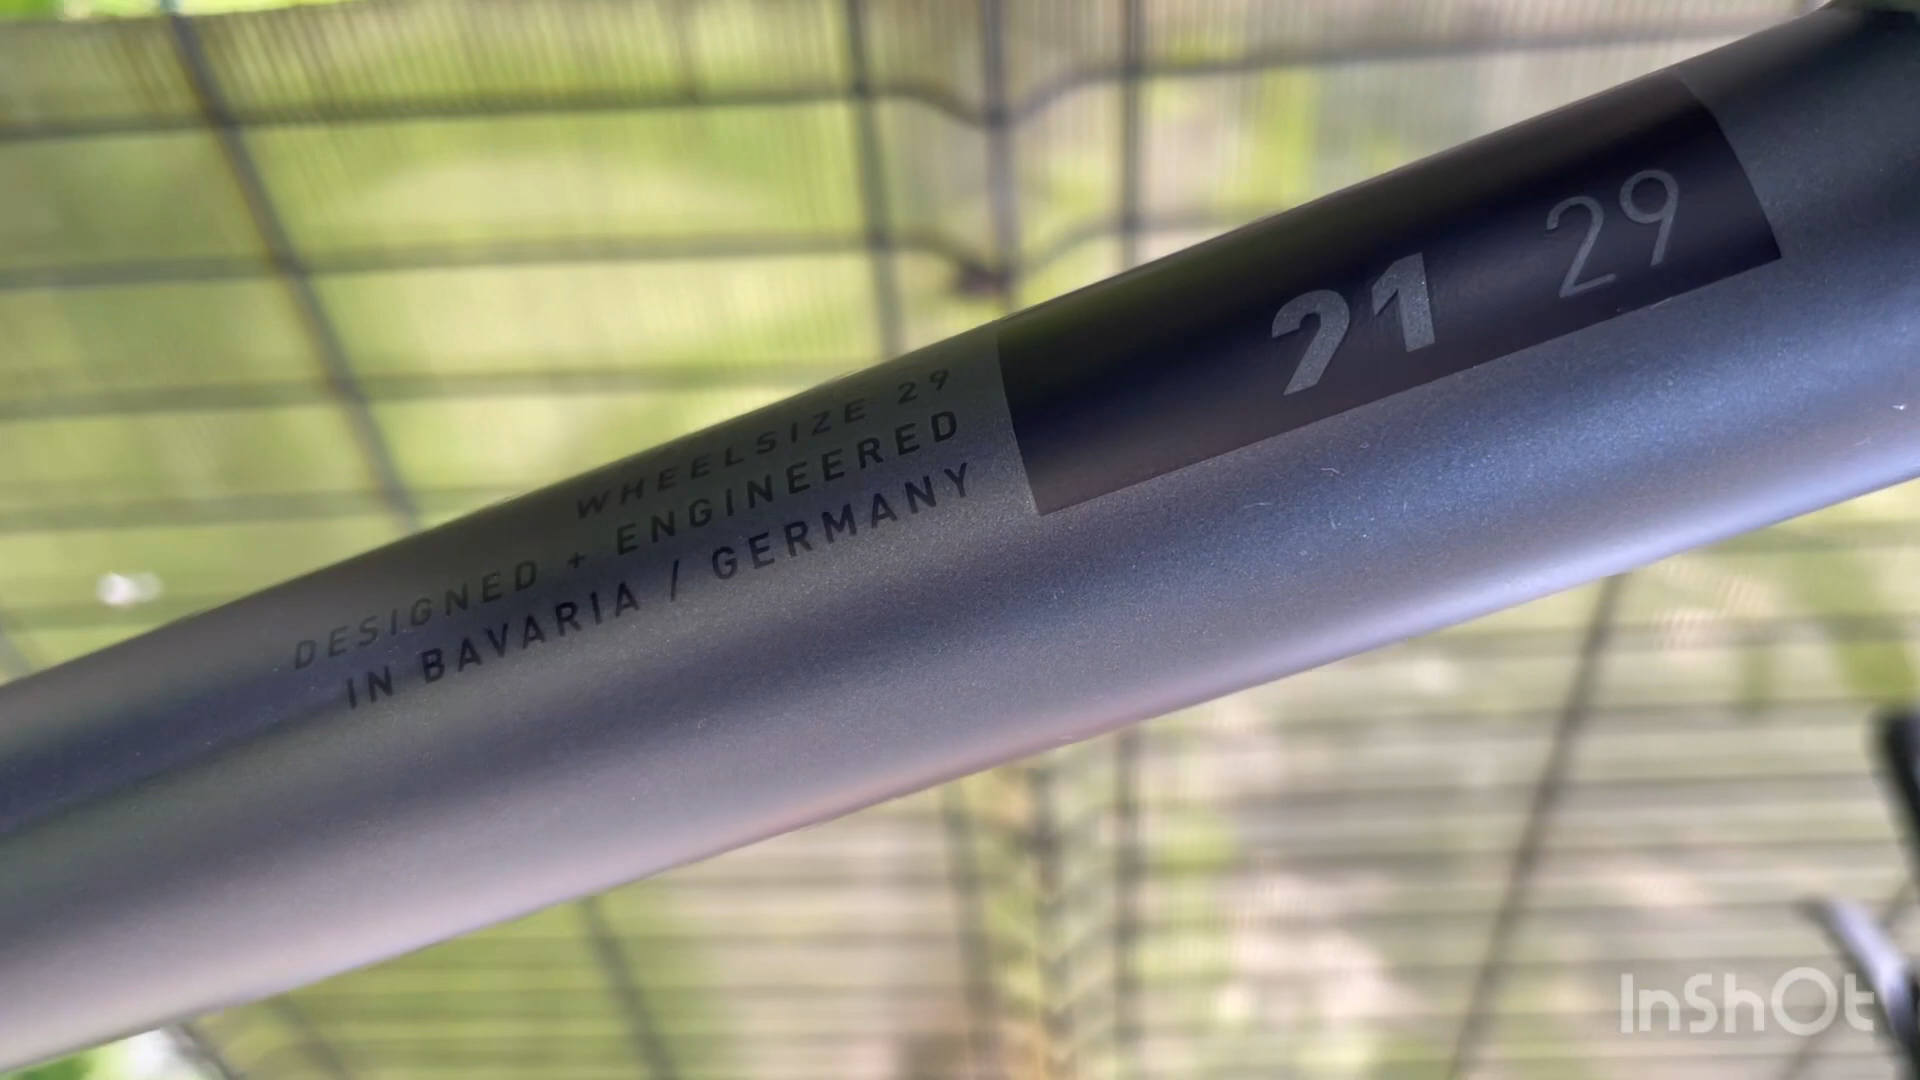 WHEELSIZE 29
DESIGNED + ENGINEERED
IN BAVARIA / GERMANY
21 29
InShOt